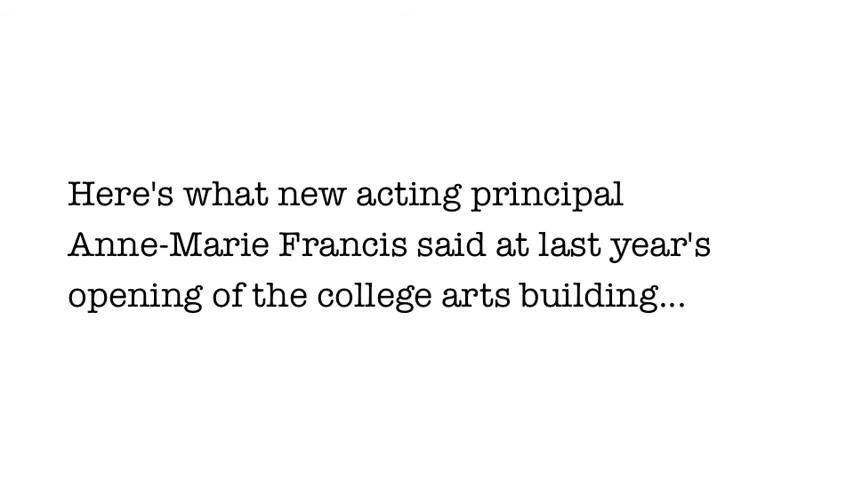 Here's what new acting principal
Anne-Marie Francis said at last year's
opening of the college arts building...